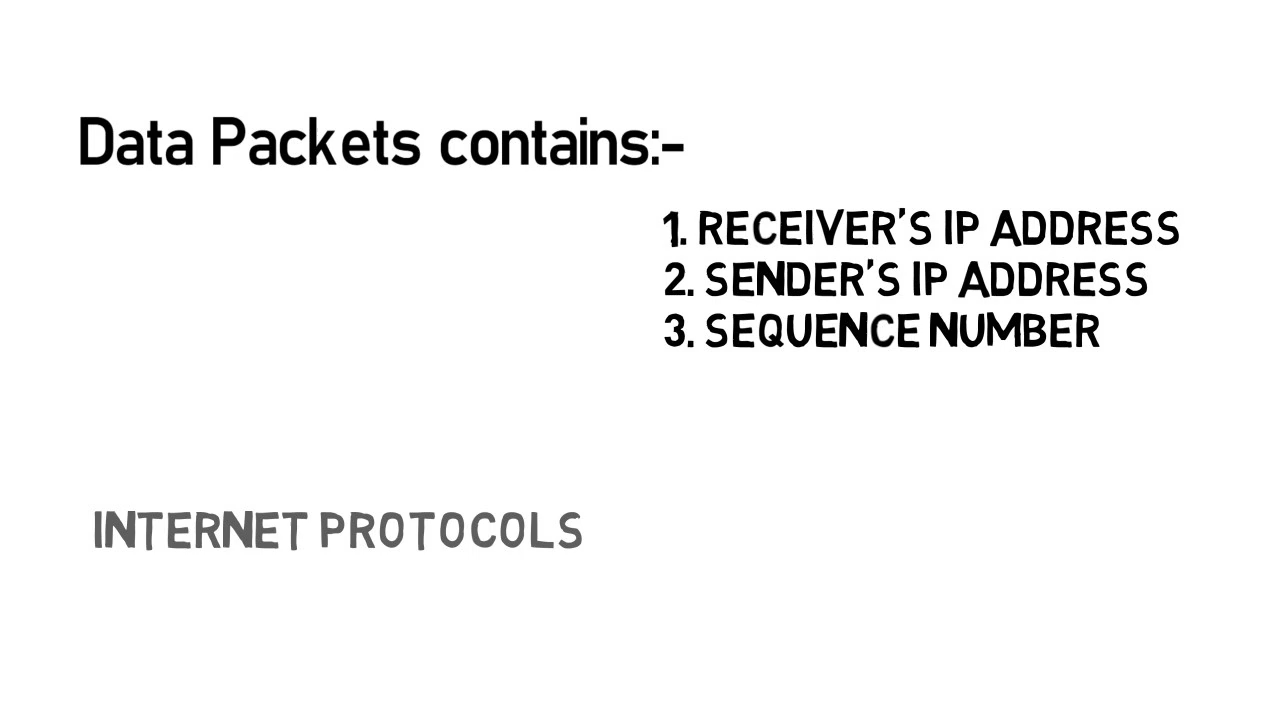 Data Packets contains:-
1. RECEIVER'S IP ADDRESS
2. SENDER'S IP ADDRESS
3. SEQUENCE NUMBER
INTERNET PROTOCOLS